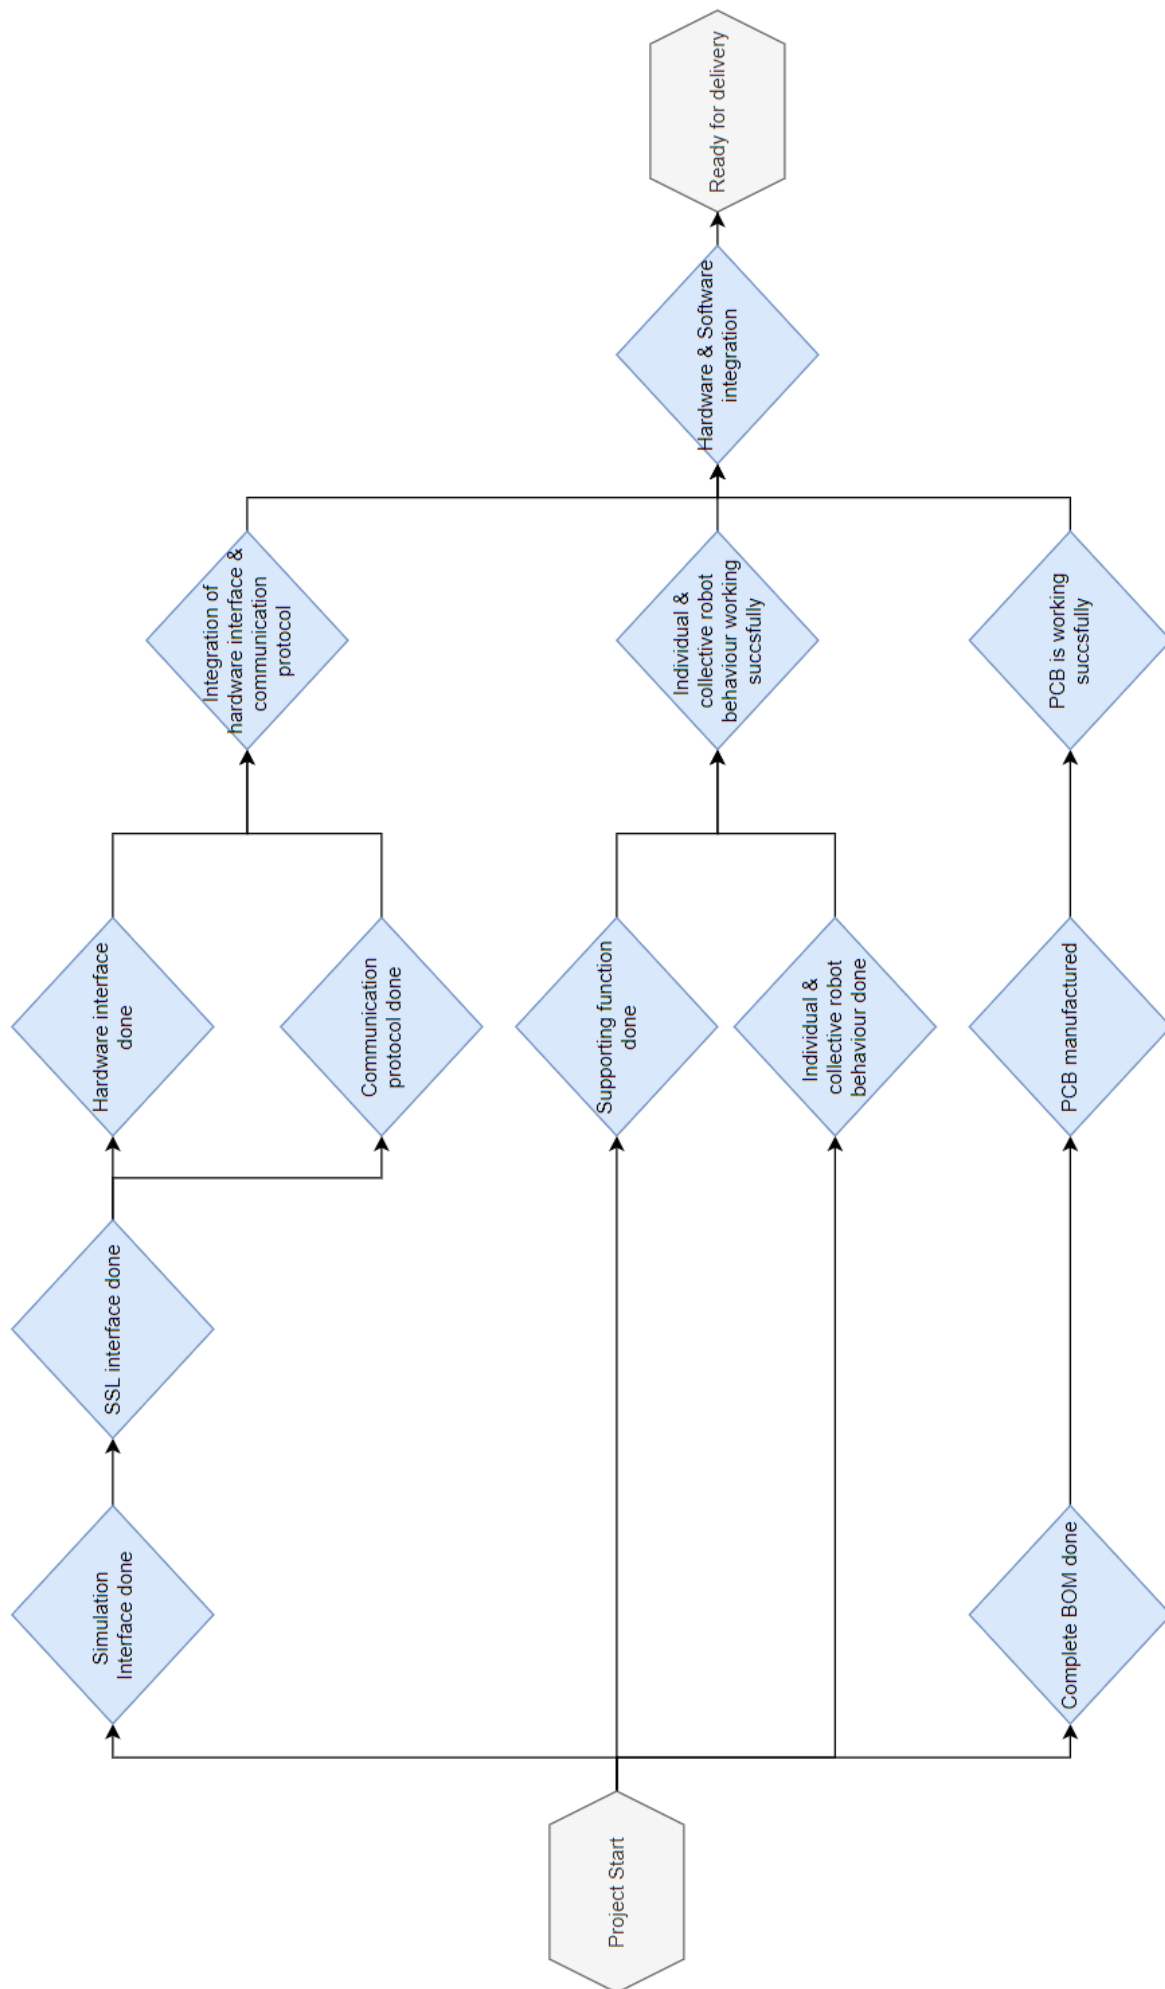 Project Start
Simulation
Interface done
SSL interface done
Hardware interface
done
Communication
protocol done
Integration of
hardware interface &
communication
protocol
Supporting function
done
Individual &
collective robot
behaviour done
Individual &
collective robot
behaviour working
succsfully
Complete BOM done
PCB manufactured
PCB is working
succsfully
Hardware & Software
integration
Ready for delivery